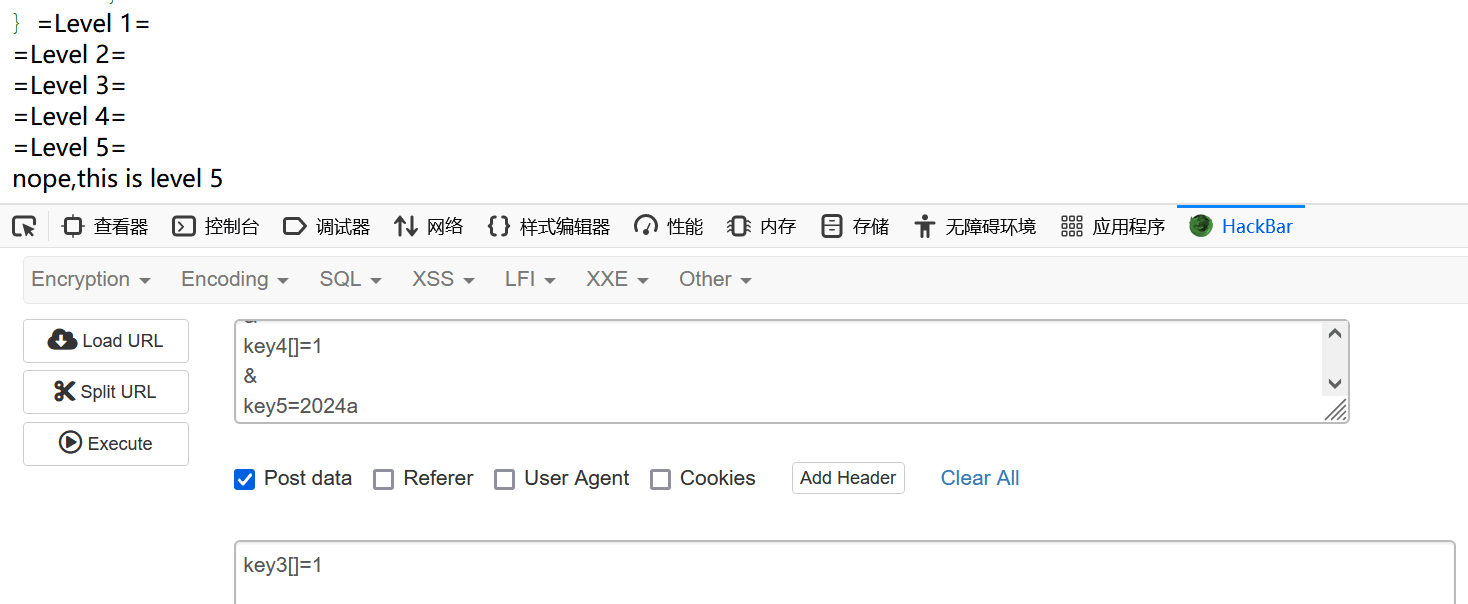 } =Level 1=
=Level 2=
=Level 3=
=Level 4=
=Level 5=
nope,this is level 5
查看器 控制台 调试器 网络 样式编辑器 性能 内存 存储 无障碍环境 应用程序 HackBar
Encryption Encoding SQL XSS LFI XXE Other
Load URL
Split URL
Execute
key4[]=1
&
key5=2024a
Post data Referer User Agent Cookies Add Header Clear All
key3[]=1